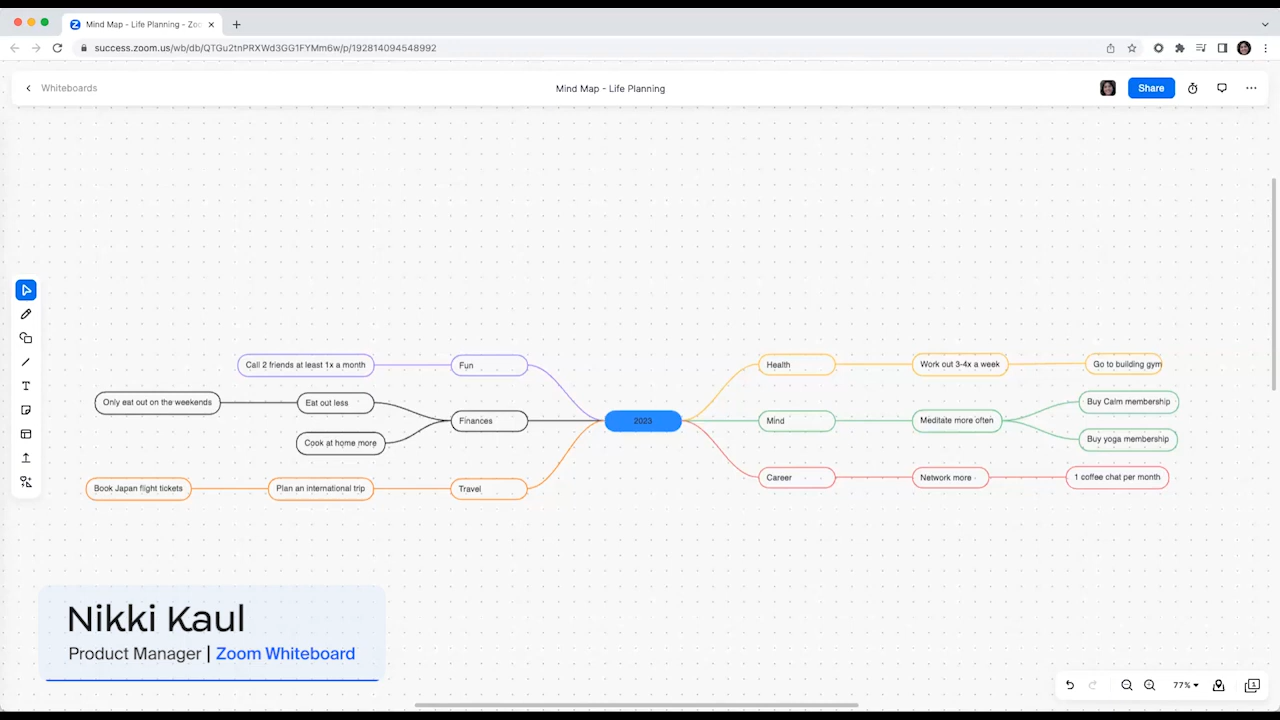 Mind Map - Life Planning - Zoo
success.zoom.us/wb/db/QTGu2tnPRXWd3GG1FYMm6w/p/192814094548992
Whiteboards
Mind Map - Life Planning
Share
Call 2 friends at least 1x a month
Fun
Health
Work out 3-4x a week
Go to building gym
Only eat out on the weekends
Eat out less
Finances
2023
Mind
Meditate more often
Buy Calm membership
Cook at home more
Buy yoga membership
Book Japan flight tickets
Plan an international trip
Travel
Career
Network more
1 coffee chat per month
Nikki Kaul
Product Manager | Zoom Whiteboard
77%
1